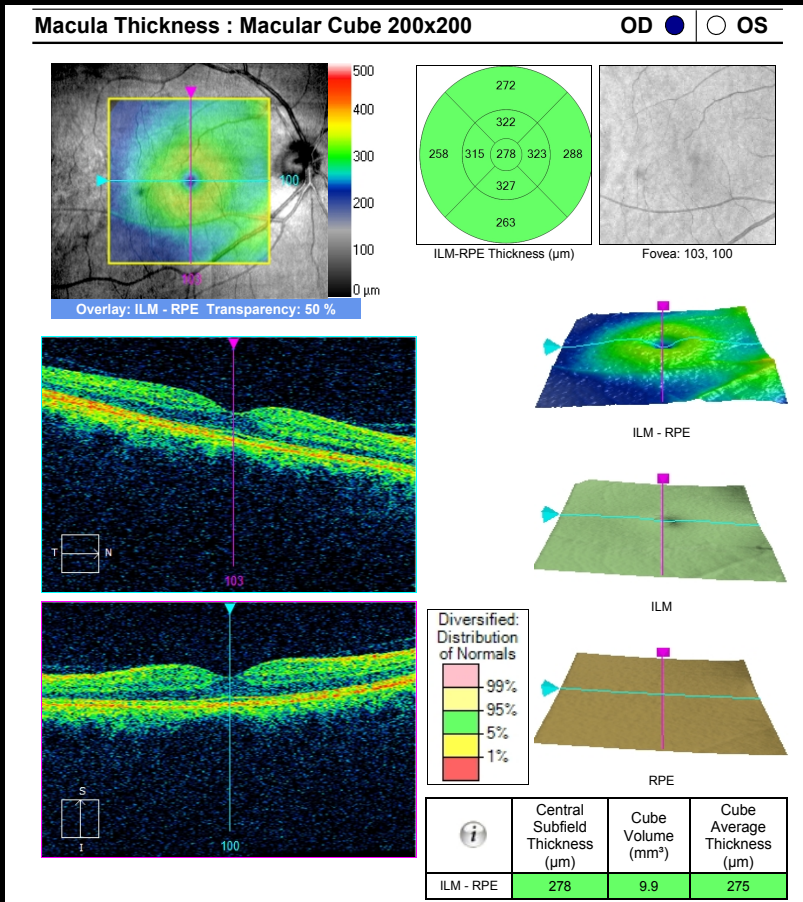 Macula Thickness : Macular Cube 200x200
OD OS
500
400
300
200
100
0 µm
100
103
Overlay: ILM - RPE Transparency: 50 %
272
322
258 315 278 323 288
327
263
ILM-RPE Thickness (µm)
Fovea: 103, 100
ILM - RPE
T N
103
ILM
Diversified:
Distribution
of Normals
99%
95%
5%
1%
RPE
S
I
100
i
Central
Subfield
Thickness
(µm)
Cube
Volume
(mm³)
Cube
Average
Thickness
(µm)
ILM - RPE 278 9.9 275